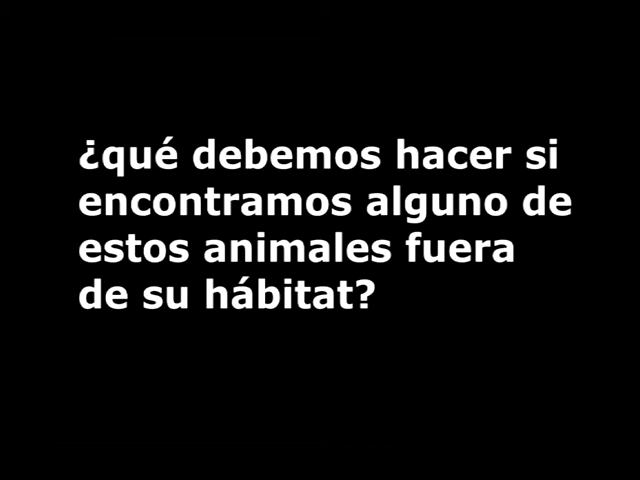 ¿qué debemos hacer si
encontramos alguno de
estos animales fuera
de su hábitat?